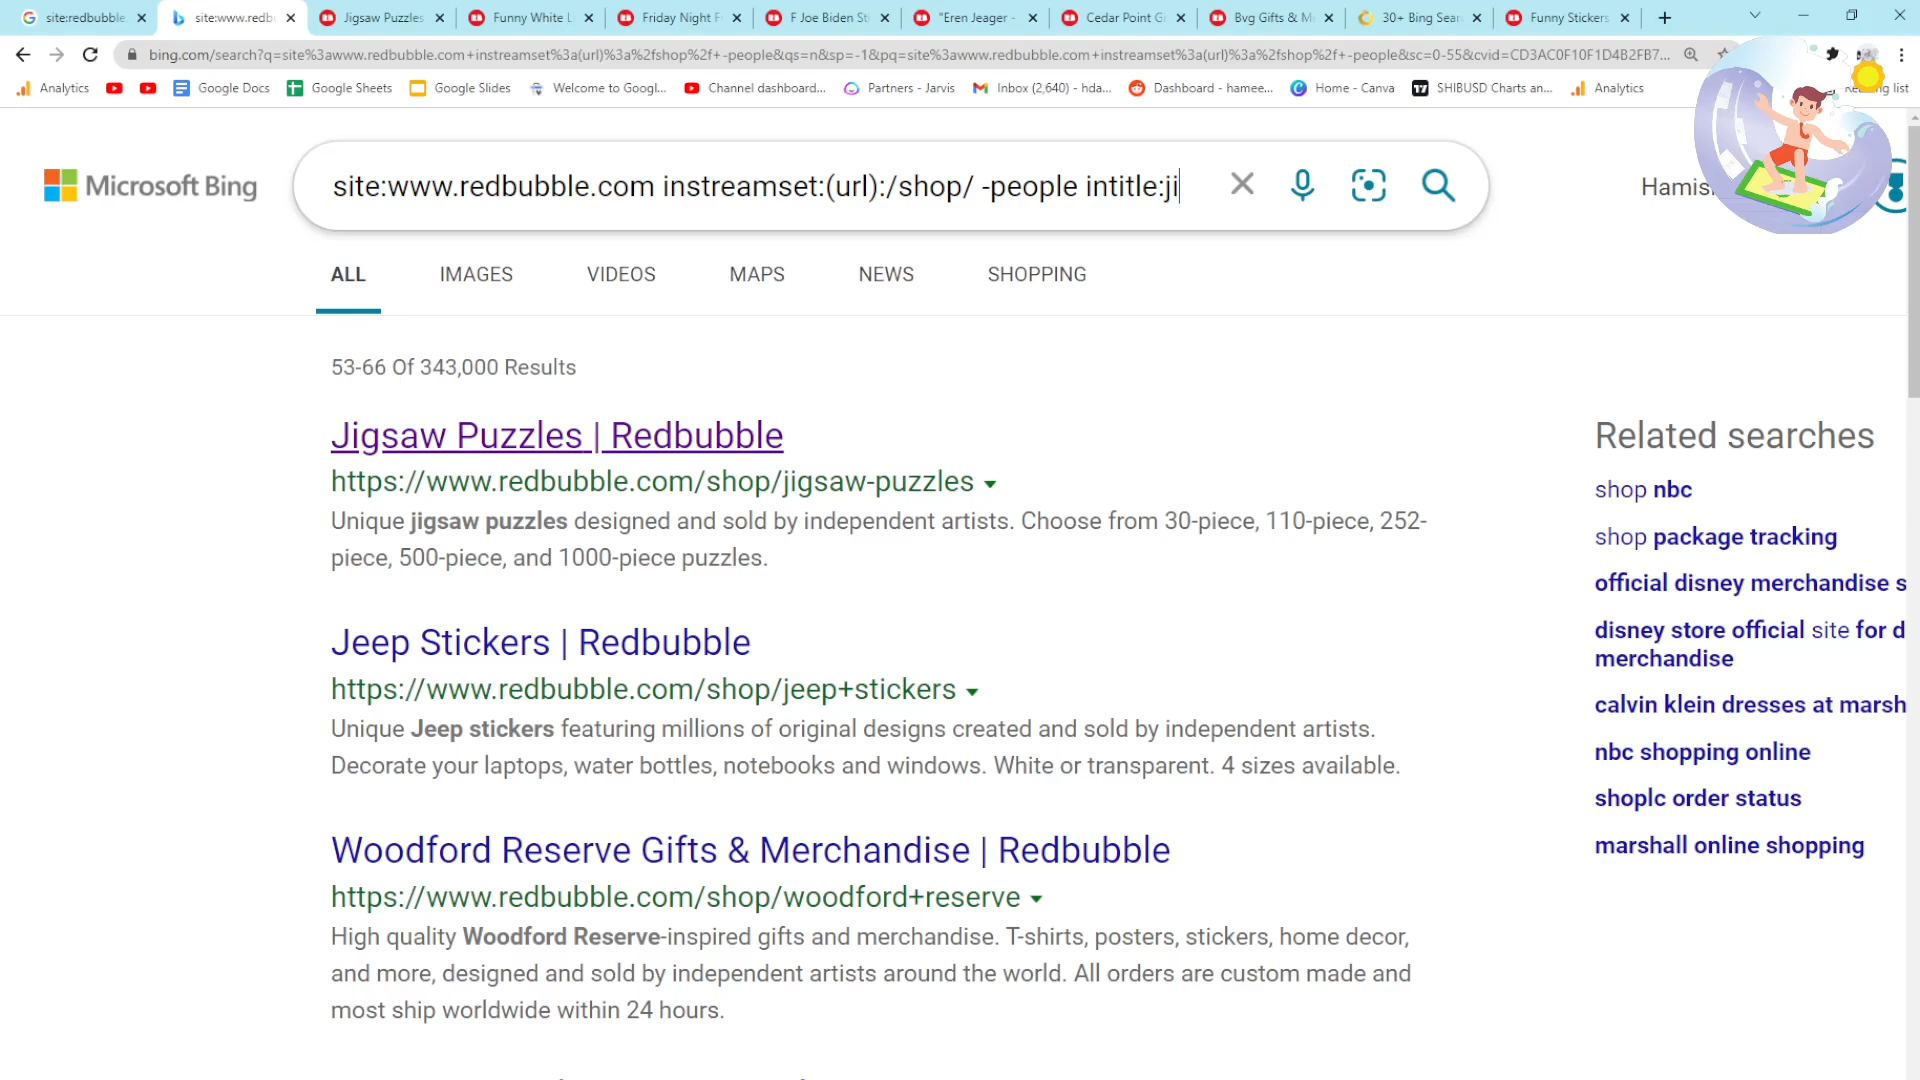 site:redbubble.
site:www.redb
Jigsaw Puzzles
Funny White L
Friday Night F
F Joe Biden St
"Eren Jeager -
Cedar Point Gi
Bvg Gifts & M
30+ Bing Sear
Funny Stickers
bing.com/search?q=site%3awww.redbubble.com+instreamset%3a(url)%3a%2fshop%2f+-people&qs=n&sp=-1&pq=site%3awww.redbubble.com+instreamset%3a(url)%3a%2fshop%2f+-people&sc=0-55&cvid=CD3AC0F10F1D4B2FB7...
Analytics
Google Docs
Google Sheets
Google Slides
Welcome to Googl...
Channel dashboard...
Partners - Jarvis
Inbox (2,640) - hda...
Dashboard - hamee...
Home - Canva
SHIBUSD Charts an...
Analytics
Reading list
Microsoft Bing
site:www.redbubble.com instreamset:(url):/shop/ -people intitle:ji
Hamis
ALL
IMAGES
VIDEOS
MAPS
NEWS
SHOPPING
53-66 Of 343,000 Results
Jigsaw Puzzles | Redbubble
https://www.redbubble.com/shop/jigsaw-puzzles
Unique jigsaw puzzles designed and sold by independent artists. Choose from 30-piece, 110-piece, 252-
piece, 500-piece, and 1000-piece puzzles.
Jeep Stickers | Redbubble
https://www.redbubble.com/shop/jeep+stickers
Unique Jeep stickers featuring millions of original designs created and sold by independent artists.
Decorate your laptops, water bottles, notebooks and windows. White or transparent. 4 sizes available.
Woodford Reserve Gifts & Merchandise | Redbubble
https://www.redbubble.com/shop/woodford+reserve
High quality Woodford Reserve-inspired gifts and merchandise. T-shirts, posters, stickers, home decor,
and more, designed and sold by independent artists around the world. All orders are custom made and
most ship worldwide within 24 hours.
Related searches
shop nbc
shop package tracking
official disney merchandise s
disney store official site for d
merchandise
calvin klein dresses at marsh
nbc shopping online
shoplc order status
marshall online shopping